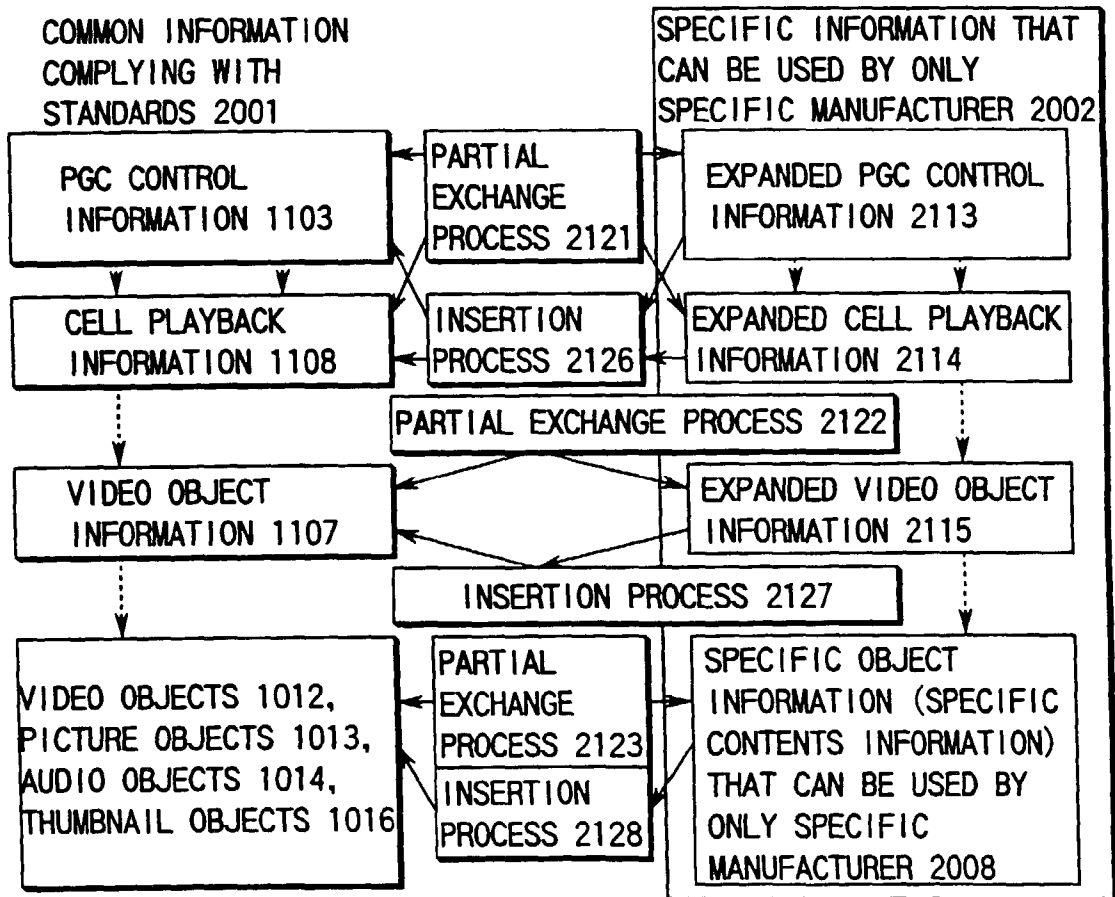 COMMON INFORMATION
COMPLYING WITH
STANDARDS 2001
SPECIFIC INFORMATION THAT
CAN BE USED BY ONLY
SPECIFIC MANUFACTURER 2002
PGC CONTROL
INFORMATION 1103
PARTIAL
EXCHANGE
PROCESS 2121
EXPANDED PGC CONTROL
INFORMATION 2113
CELL PLAYBACK
INFORMATION 1108
INSERTION
PROCESS 2126
EXPANDED CELL PLAYBACK
INFORMATION 2114
PARTIAL EXCHANGE PROCESS 2122
VIDEO OBJECT
INFORMATION 1107
EXPANDED VIDEO OBJECT
INFORMATION 2115
INSERTION PROCESS 2127
VIDEO OBJECTS 1012,
PICTURE OBJECTS 1013,
AUDIO OBJECTS 1014,
THUMBNAIL OBJECTS 1016
PARTIAL
EXCHANGE
PROCESS 2123
INSERTION
PROCESS 2128
SPECIFIC OBJECT
INFORMATION (SPECIFIC
CONTENTS INFORMATION)
THAT CAN BE USED BY
ONLY SPECIFIC
MANUFACTURER 2008